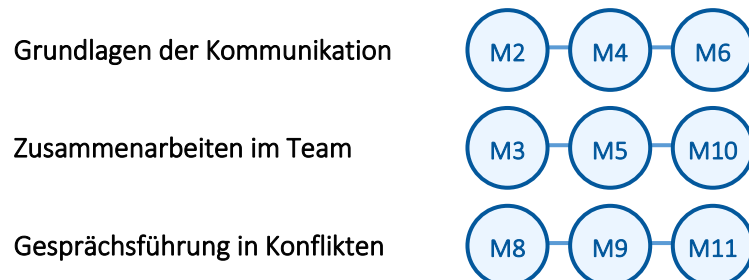 Grundlagen der Kommunikation M2 M4 M6
Zusammenarbeiten im Team M3 M5 M10
Gesprächsführung in Konflikten M8 M9 M11